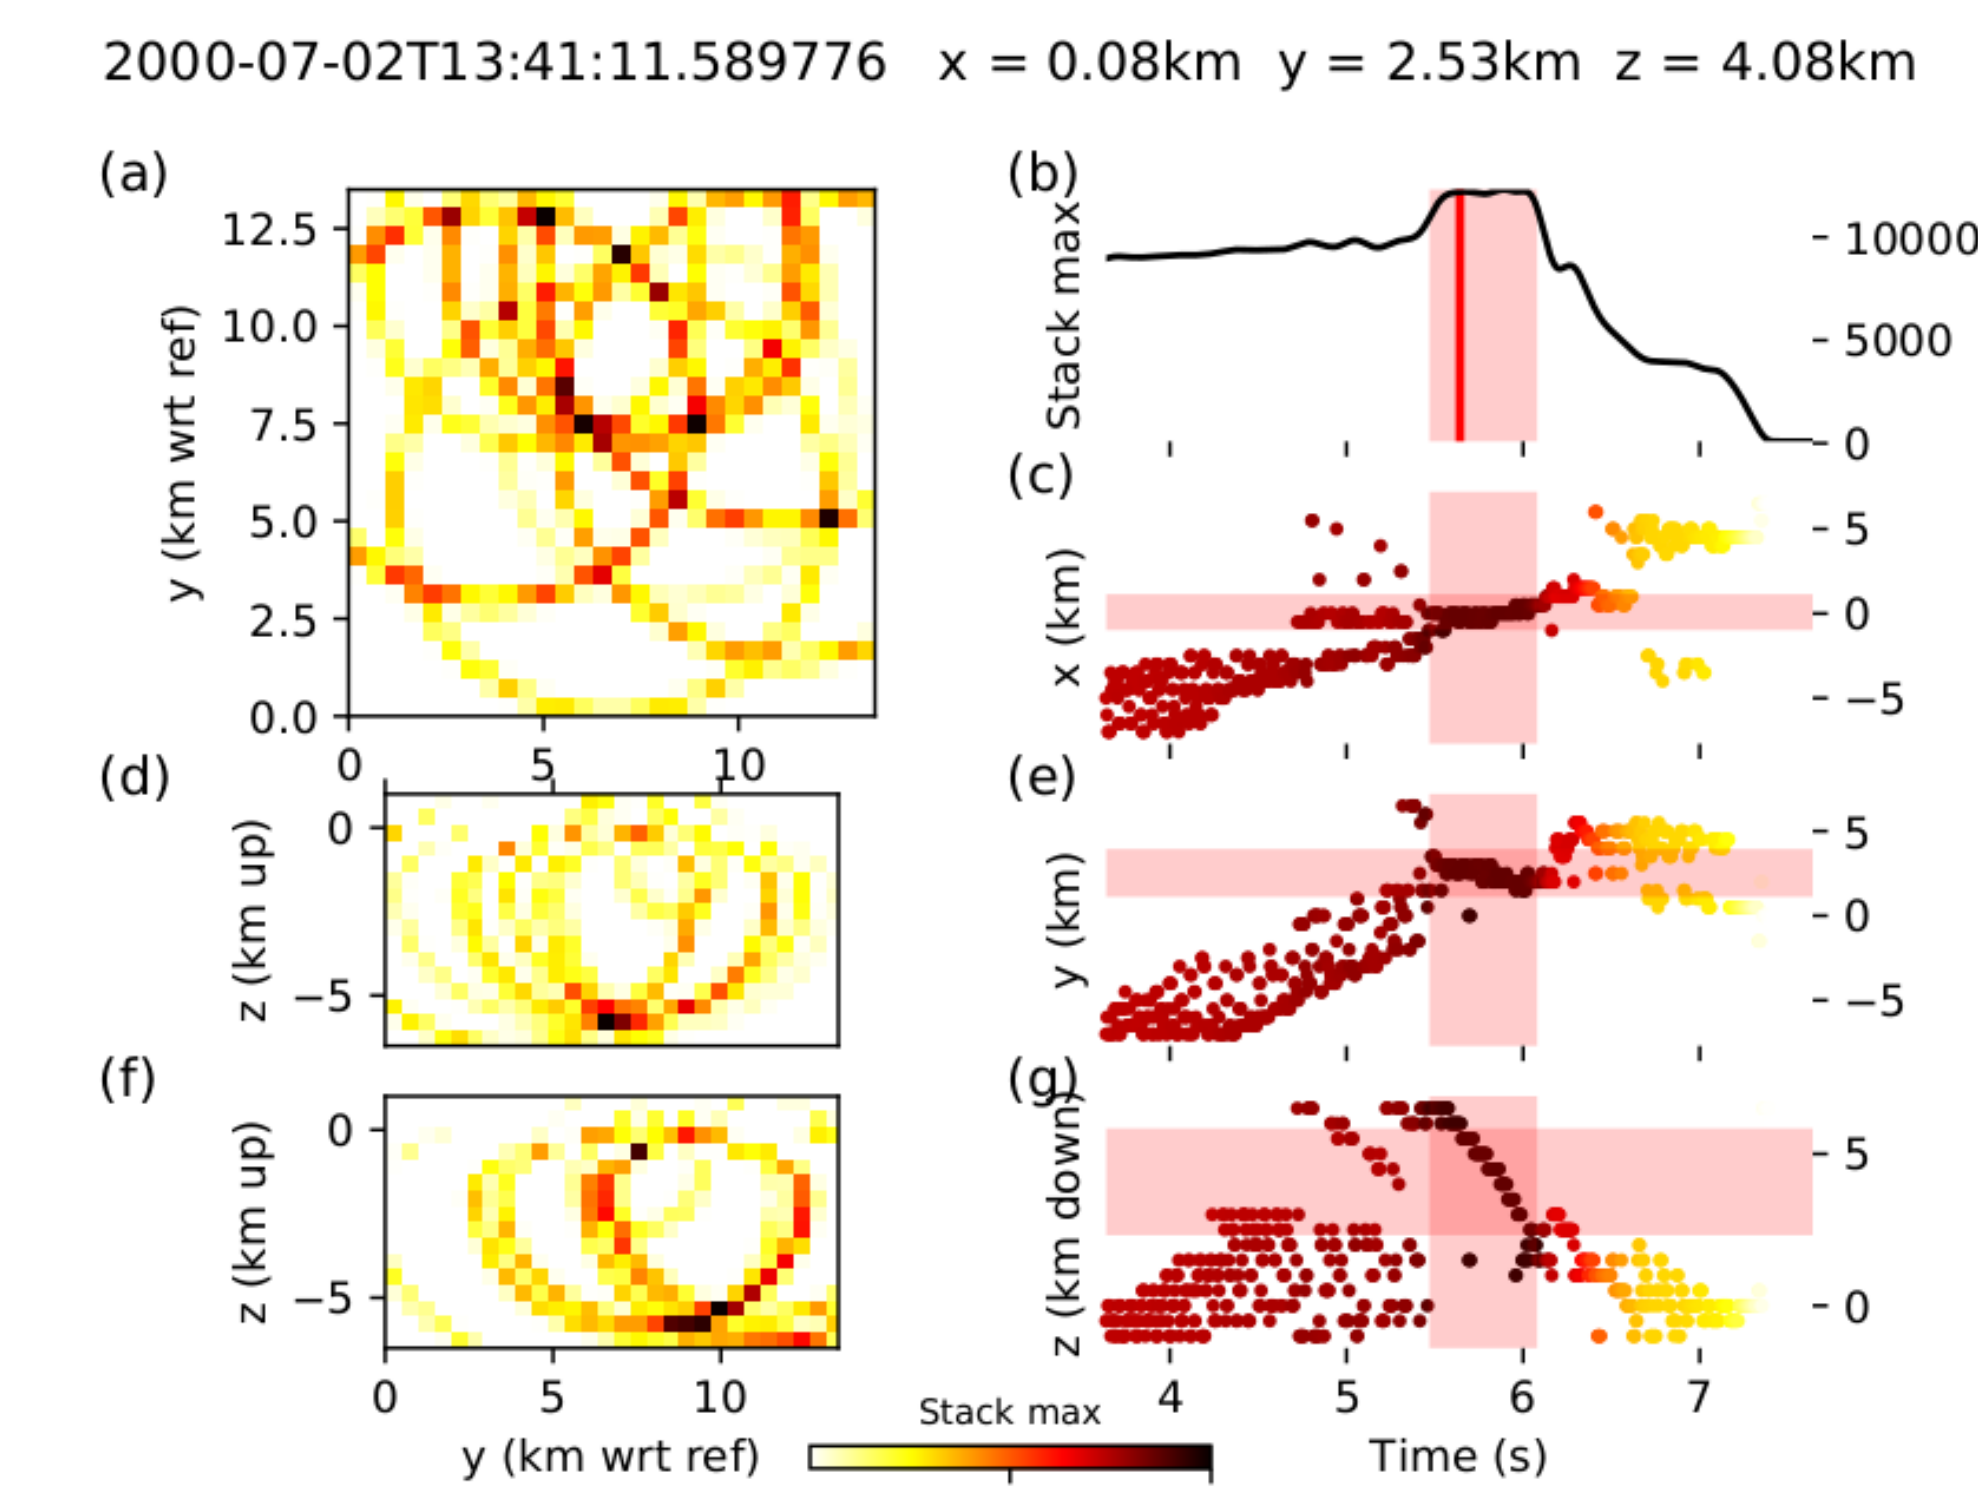 2000-07-02T13:41:11.589776 x = 0.08km y = 2.53km z = 4.08km
(a)
y (km wrt ref)
12.5
10.0
7.5
5.0
2.5
0.0
0 5 10
(b)
Stack max
10000
5000
0
(c)
x (km)
5
0
−5
(d)
z (km up)
0
−5
(e)
y (km)
5
0
−5
(f)
z (km up)
0
−5
0 5 10
y (km wrt ref)
(g)
z (km down)
5
0
4 5 6 7
Time (s)
Stack max